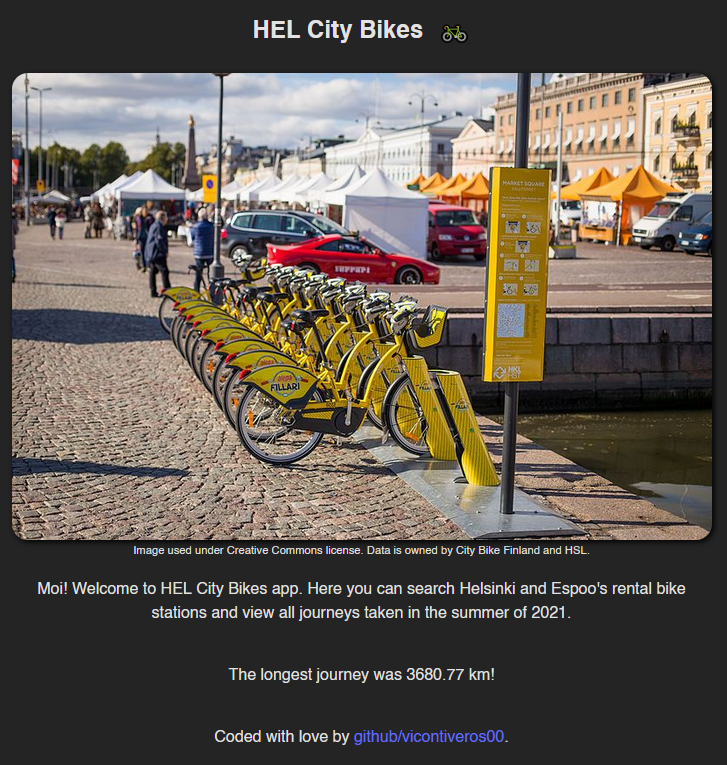 HEL City Bikes
MARKET SQUARE
HKL
HST
FILLARI
Image used under Creative Commons license. Data is owned by City Bike Finland and HSL.
Moi! Welcome to HEL City Bikes app. Here you can search Helsinki and Espoo's rental bike
stations and view all journeys taken in the summer of 2021.
The longest journey was 3680.77 km!
Coded with love by github/vicontiveros00.